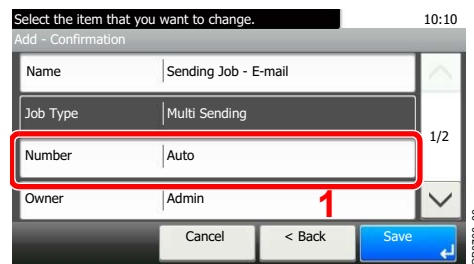 Select the item that you want to change.
10:10
Add - Confirmation
Name
Sending Job - E-mail
Job Type
Multi Sending
1/2
Number
Auto
Owner
Admin
1
Cancel
< Back
Save